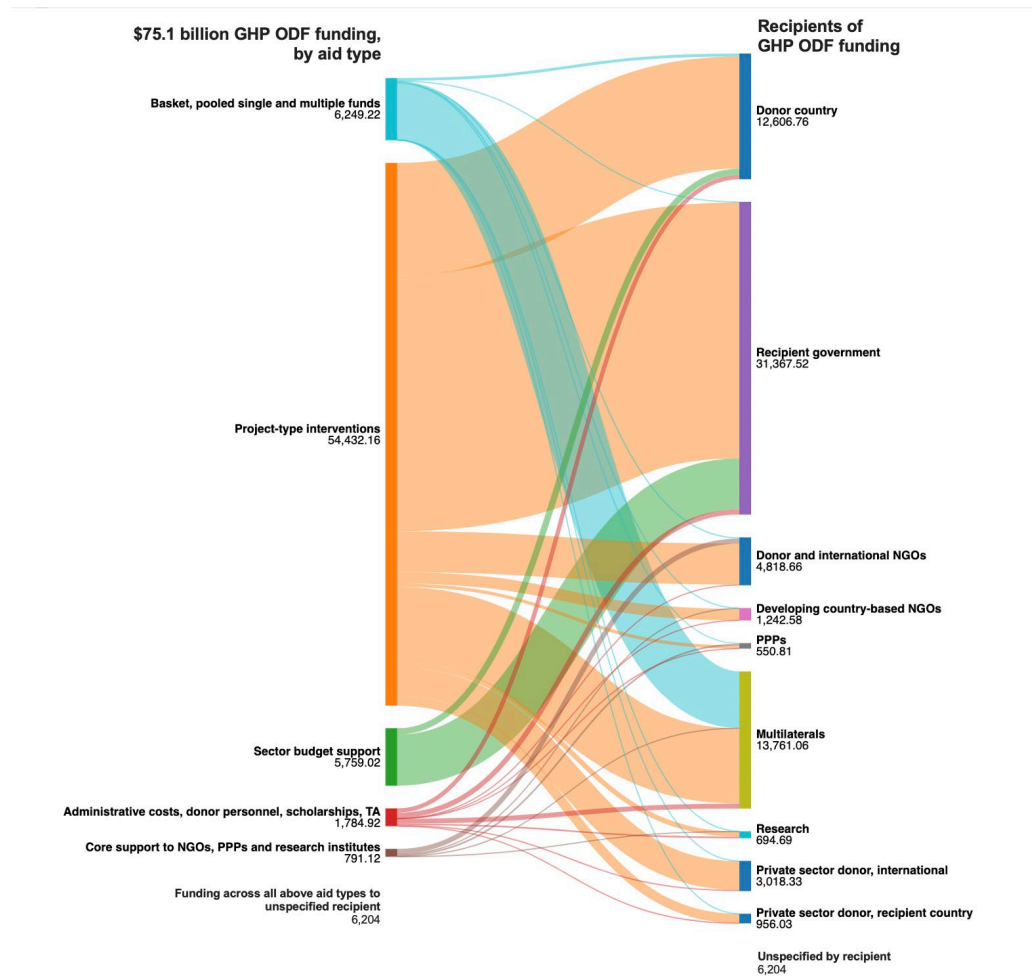 $75.1 billion GHP ODF funding,
by aid type
Basket, pooled single and multiple funds
6,249.22
Project-type interventions
54,432.16
Sector budget support
5,759.02
Administrative costs, donor personnel, scholarships, TA
1,784.92
Core support to NGOs, PPPs and research institutes
791.12
Funding across all above aid types to
unspecified recipient
6,204
Recipients of
GHP ODF funding
Donor country
12,606.76
Recipient government
31,367.52
Donor and international NGOs
4,818.66
Developing country-based NGOs
1,242.58
PPPs
550.81
Multilaterals
13,761.06
Research
694.69
Private sector donor, international
3,018.33
Private sector donor, recipient country
956.03
Unspecified by recipient
6,204